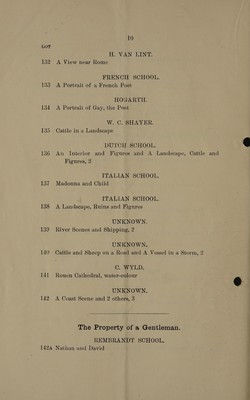 19
LOT
H. VAN LINT.
132 A View near Rome
FRENCH SCHOOL.
133 A Portrait of a French Poet
HOGARTH.
134 A Portrait of Gay, the Poet
W. C. SHAYER.
135 Cattle in a Landscape
DUTCH SCHOOL.
136 An Interior and Figures and A Landscape, Cattle and
Figures, 2
ITALIAN SCHOOL.
137 Madonna and Child
ITALIAN SCHOOL.
138 A Landscape, Ruins and Figures
UNKNOWN.
139 River Scenes and Shipping, 2
UNKNOWN.
140 Cattle and Sheep on a Road and A Vessel in a Storm, 2
C. WYLD.
141 Rouen Cathedral, water-colour
UNKNOWN.
142 A Coast Scene and 2 others, 3
The Property of a Gentleman.
REMBRANDT SCHOOL.
142A Nathan and David